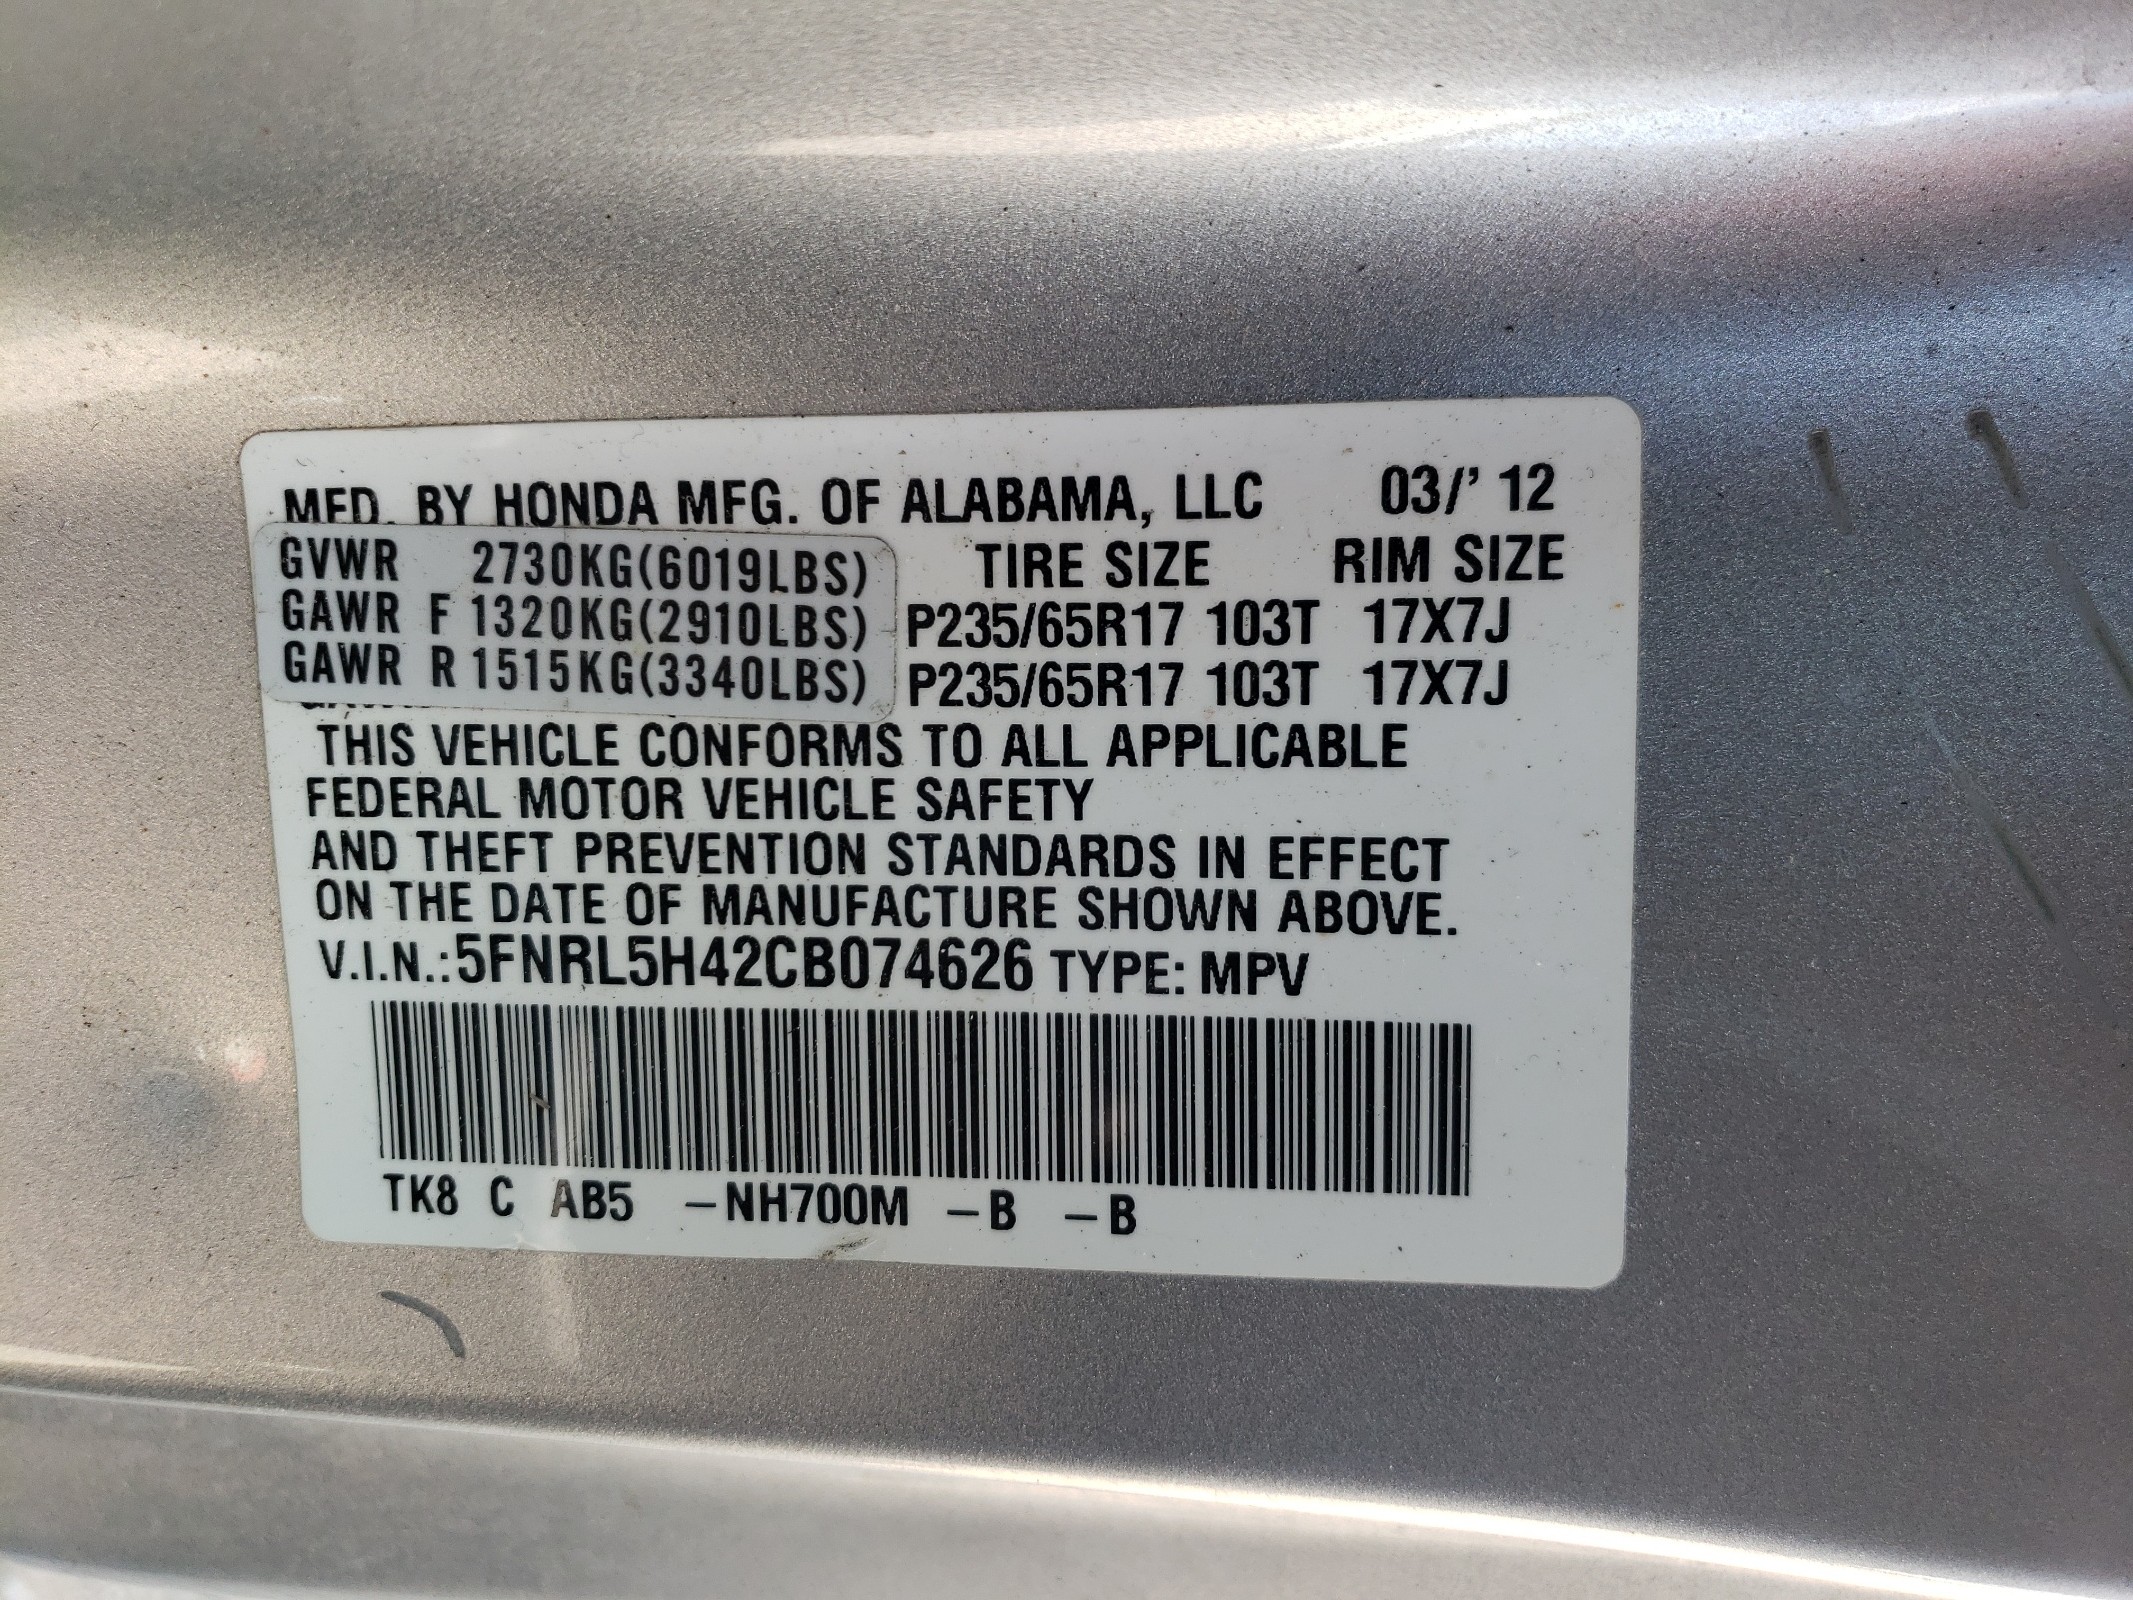 MFD. BY HONDA MFG. OF ALABAMA, LLC 03/' 12
GVWR 2730KG(6019LBS) TIRE SIZE RIM SIZE
GAWR F 1320KG(2910LBS) P235/65R17 103T 17X7J
GAWR R 1515KG(3340LBS) P235/65R17 103T 17X7J
THIS VEHICLE CONFORMS TO ALL APPLICABLE
FEDERAL MOTOR VEHICLE SAFETY
AND THEFT PREVENTION STANDARDS IN EFFECT
ON THE DATE OF MANUFACTURE SHOWN ABOVE.
V.I.N.:5FNRL5H42CB074626 TYPE: MPV
TK8 C AB5 –NH700M –B –B